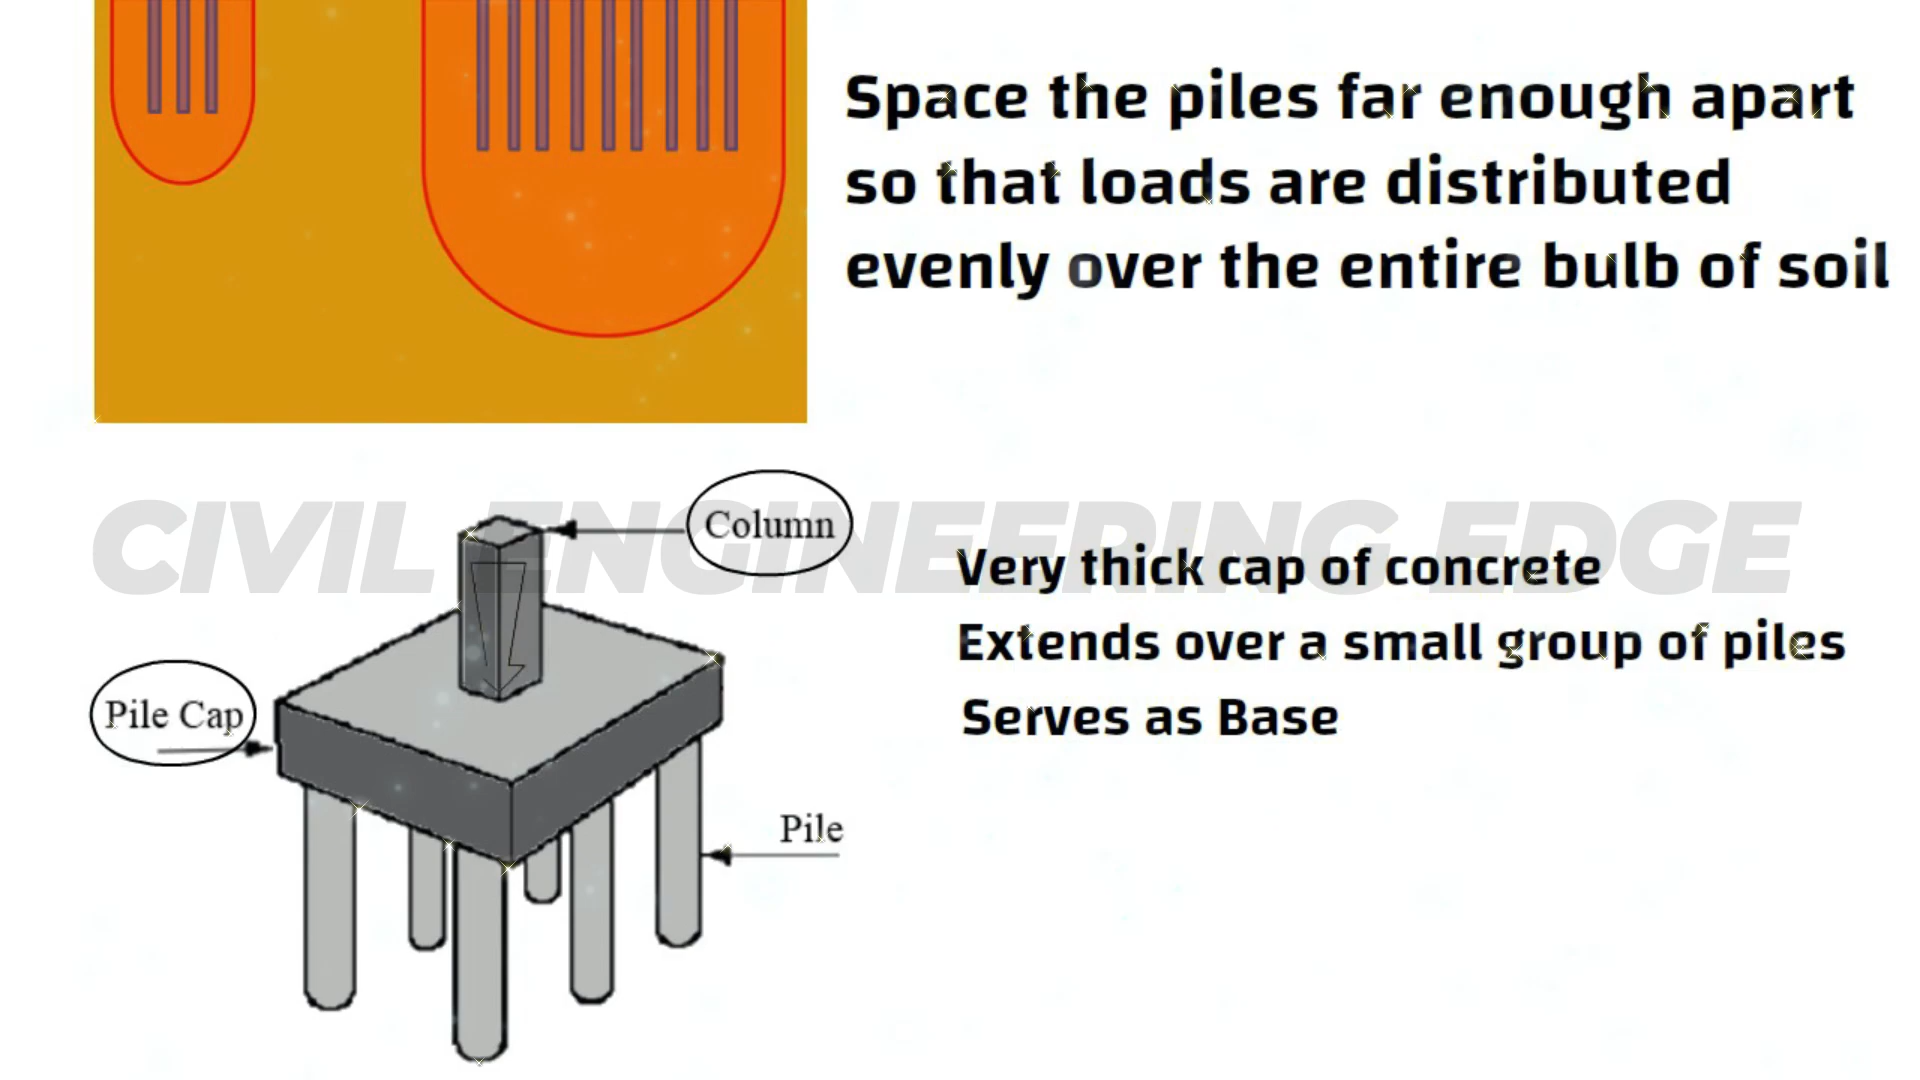 Space the piles far enough apart
so that loads are distributed
evenly over the entire bulb of soil
CIVIL ENGINEERING EDGE
Column
Very thick cap of concrete
Extends over a small group of piles
Serves as Base
Pile Cap
Pile